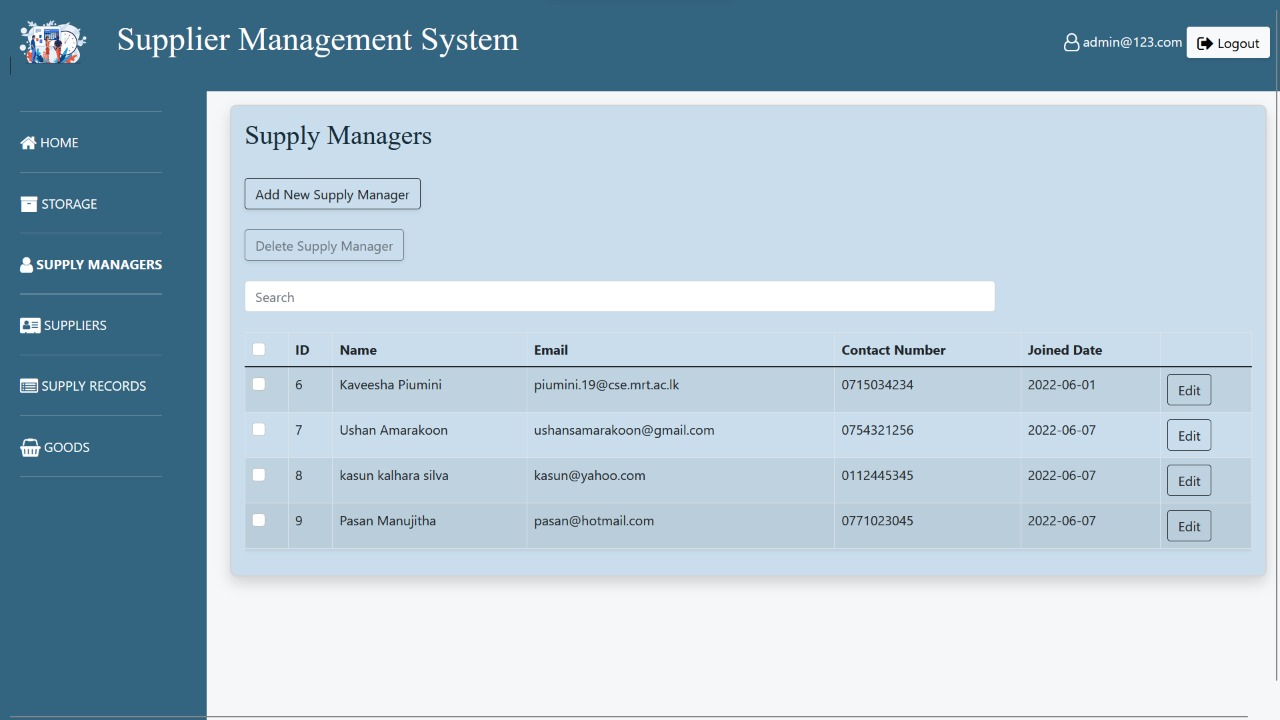 Supplier Management System
admin@123.com Logout
HOME
STORAGE
SUPPLY MANAGERS
SUPPLIERS
SUPPLY RECORDS
GOODS
Supply Managers
Add New Supply Manager
Delete Supply Manager
Search
ID Name Email Contact Number Joined Date
6 Kaveesha Piumini piumini.19@cse.mrt.ac.lk 0715034234 2022-06-01 Edit
7 Ushan Amarakoon ushansamarakoon@gmail.com 0754321256 2022-06-07 Edit
8 kasun kalhara silva kasun@yahoo.com 0112445345 2022-06-07 Edit
9 Pasan Manujitha pasan@hotmail.com 0771023045 2022-06-07 Edit